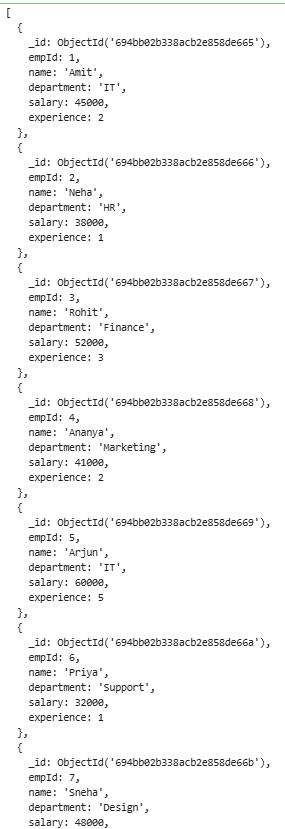 [
{
_id: ObjectId('694bb02b338acb2e858de665'),
empId: 1,
name: 'Amit',
department: 'IT',
salary: 45000,
experience: 2
},
{
_id: ObjectId('694bb02b338acb2e858de666'),
empId: 2,
name: 'Neha',
department: 'HR',
salary: 38000,
experience: 1
},
{
_id: ObjectId('694bb02b338acb2e858de667'),
empId: 3,
name: 'Rohit',
department: 'Finance',
salary: 52000,
experience: 3
},
{
_id: ObjectId('694bb02b338acb2e858de668'),
empId: 4,
name: 'Ananya',
department: 'Marketing',
salary: 41000,
experience: 2
},
{
_id: ObjectId('694bb02b338acb2e858de669'),
empId: 5,
name: 'Arjun',
department: 'IT',
salary: 60000,
experience: 5
},
{
_id: ObjectId('694bb02b338acb2e858de66a'),
empId: 6,
name: 'Priya',
department: 'Support',
salary: 32000,
experience: 1
},
{
_id: ObjectId('694bb02b338acb2e858de66b'),
empId: 7,
name: 'Sneha',
department: 'Design',
salary: 48000,